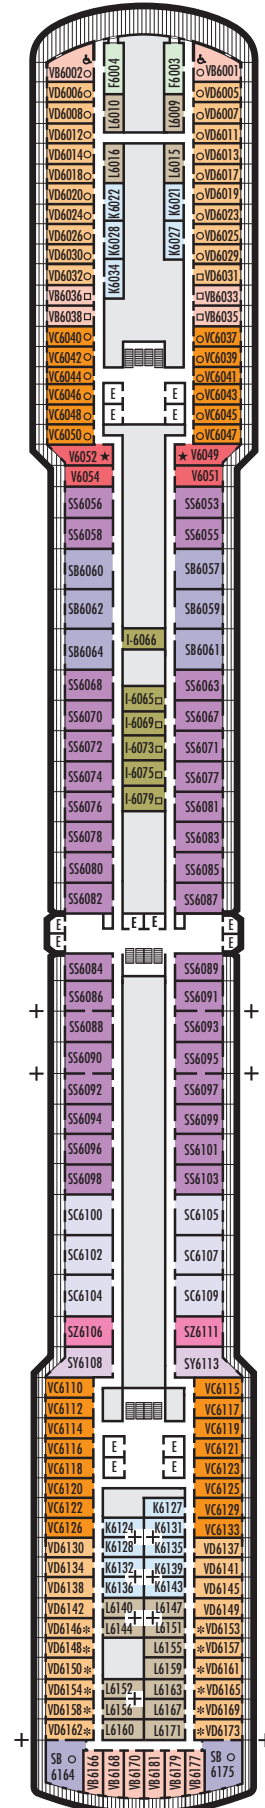 VB6002 F6004 F6003 VB6001
VD6006 L6010 L6009 VD6005
VD6008 VD6007
VD6012 VD6011
VD6014 L6016 L6015 VD6013
VD6018 VD6017
VD6020 K6022 K6021 VD6019
VD6024 VD6023
VD6026 K6028 K6027 VD6025
VD6030 VD6029
VD6032 K6034 VD6031
VB6036 VB6033
VB6038 VB6035
VC6040 VC6037
VC6042 VC6039
VC6044 VC6041
VC6046 E E VC6043
VC6048 E E VC6045
VC6050 VC6047
V6052 V6049
V6054 V6051
SS6056 SS6053
SS6058 SS6055
SB6060 SB6057
SB6062 SB6059
SB6064 I-6066 SB6061
SS6068 I-6065 SS6063
SS6070 I-6069 SS6067
SS6072 I-6073 SS6071
SS6074 I-6075 SS6077
SS6076 I-6079 SS6081
SS6078 SS6083
SS6080 SS6085
SS6082 SS6087
E E E E
E E
SS6084 SS6089
SS6086 SS6091
SS6088 SS6093
SS6090 SS6095
SS6092 SS6097
SS6094 SS6099
SS6096 SS6101
SS6098 SS6103
SC6100 SC6105
SC6102 SC6107
SC6104 SC6109
SZ6106 SZ6111
SY6108 SY6113
VC6110 VC6115
VC6112 VC6117
VC6114 VC6119
VC6116 E E VC6121
VC6118 E E VC6123
VC6120 VC6125
VC6122 K6127 VC6129
VC6126 K6124 K6131 VC6133
VD6130 K6128 K6135 VD6137
VD6134 K6132 K6139 VD6141
VD6138 K6136 K6143 VD6145
VD6142 L6140 L6147 VD6149
VD6146 L6144 L6151 VD6153
VD6148 L6155 VD6157
VD6150 L6159 VD6161
VD6154 L6152 L6163 VD6165
VD6158 L6156 L6167 VD6169
VD6162 L6160 L6171 VD6173
SB 6164 VB6166 VB6168 VB6170 VB6181 VB6179 VB6177 SB 6175